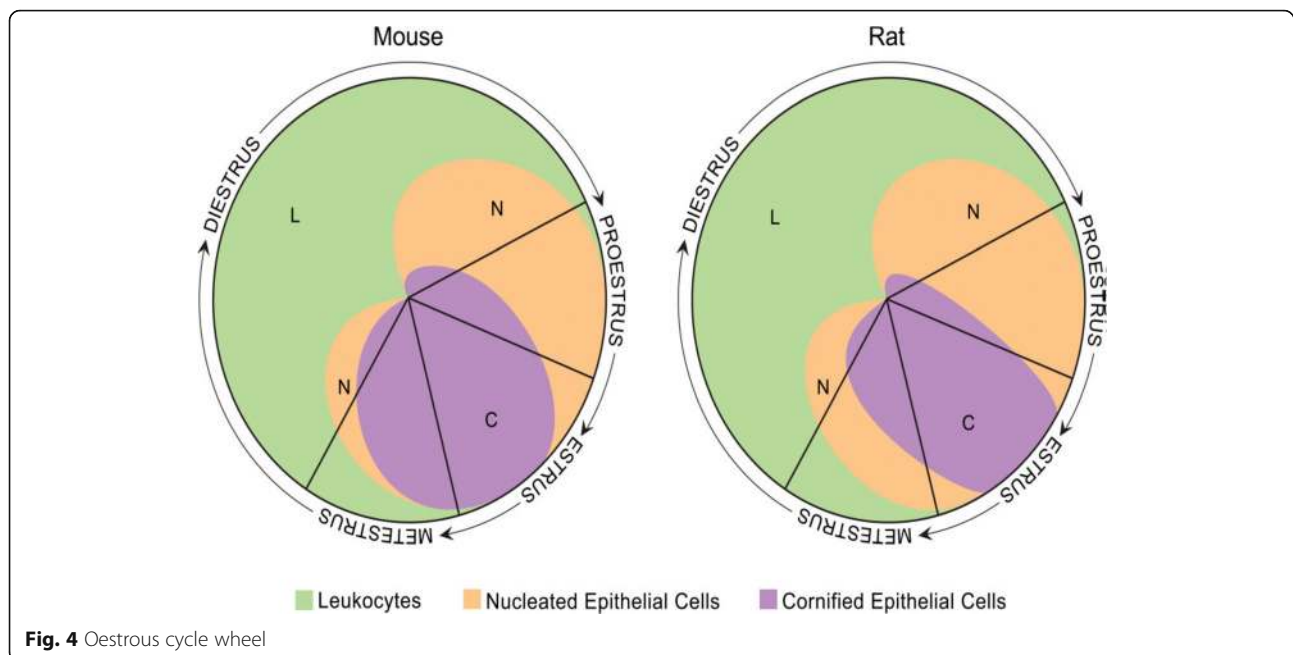 Mouse
Rat
DIESTRUS
PROESTRUS
ESTRUS
METESTRUS
L
N
N
C
DIESTRUS
PROESTRUS
ESTRUS
METESTRUS
L
N
N
C
Leukocytes
Nucleated Epithelial Cells
Cornified Epithelial Cells
Fig. 4 Oestrous cycle wheel